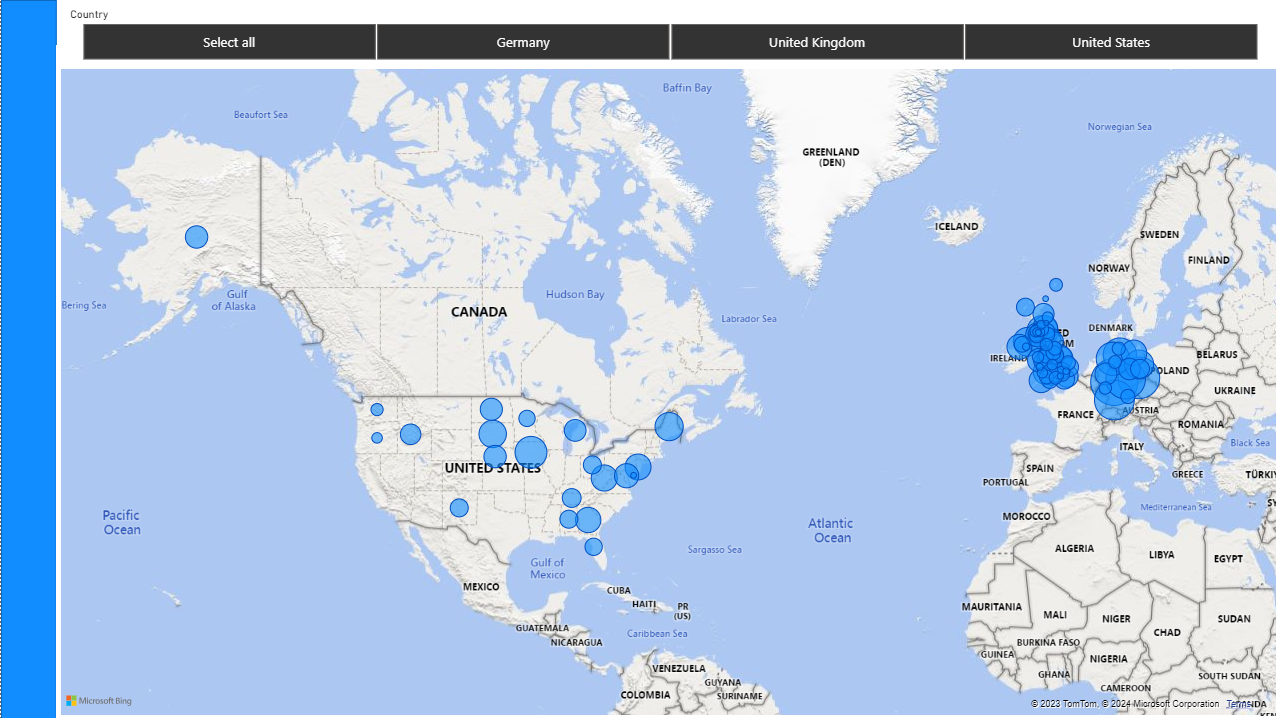 Country
Select all
Germany
United Kingdom
United States
Baffin Bay
Beaufort Sea
Norwegian Sea
GREENLAND
(DEN)
ICELAND
SWEDEN
FINLAND
NORWAY
Gulf
of Alaska
Bering Sea
Hudson Bay
CANADA
Labrador Sea
DENMARK
ED
OM
IRELAND
BELARUS
POLAND
UKRAINE
FRANCE
AUSTRIA
ROMANIA
Black Sea
ITALY
UNITED STATES
SPAIN
GREECE
TÜRKI
PORTUGAL
Mediterranean Sea
SY
Pacific
Ocean
Atlantic
Ocean
MOROCCO
Sargasso Sea
ALGERIA
LIBYA
EGYPT
Gulf of
Mexico
MEXICO
CUBA
HAITI
PR
(US)
MAURITANIA
MALI
NIGER
SUDAN
GUATEMALA
NICARAGUA
Caribbean Sea
CHAD
BURKINA FASO
GUINEA
NIGERIA
VENEZUELA
GHANA
SOUTH SUDAN
GUYANA
COLOMBIA
SURINAME
CAMEROON
Microsoft Bing
© 2023 TomTom, © 2024 Microsoft Corporation
Terms
NDA
KEN